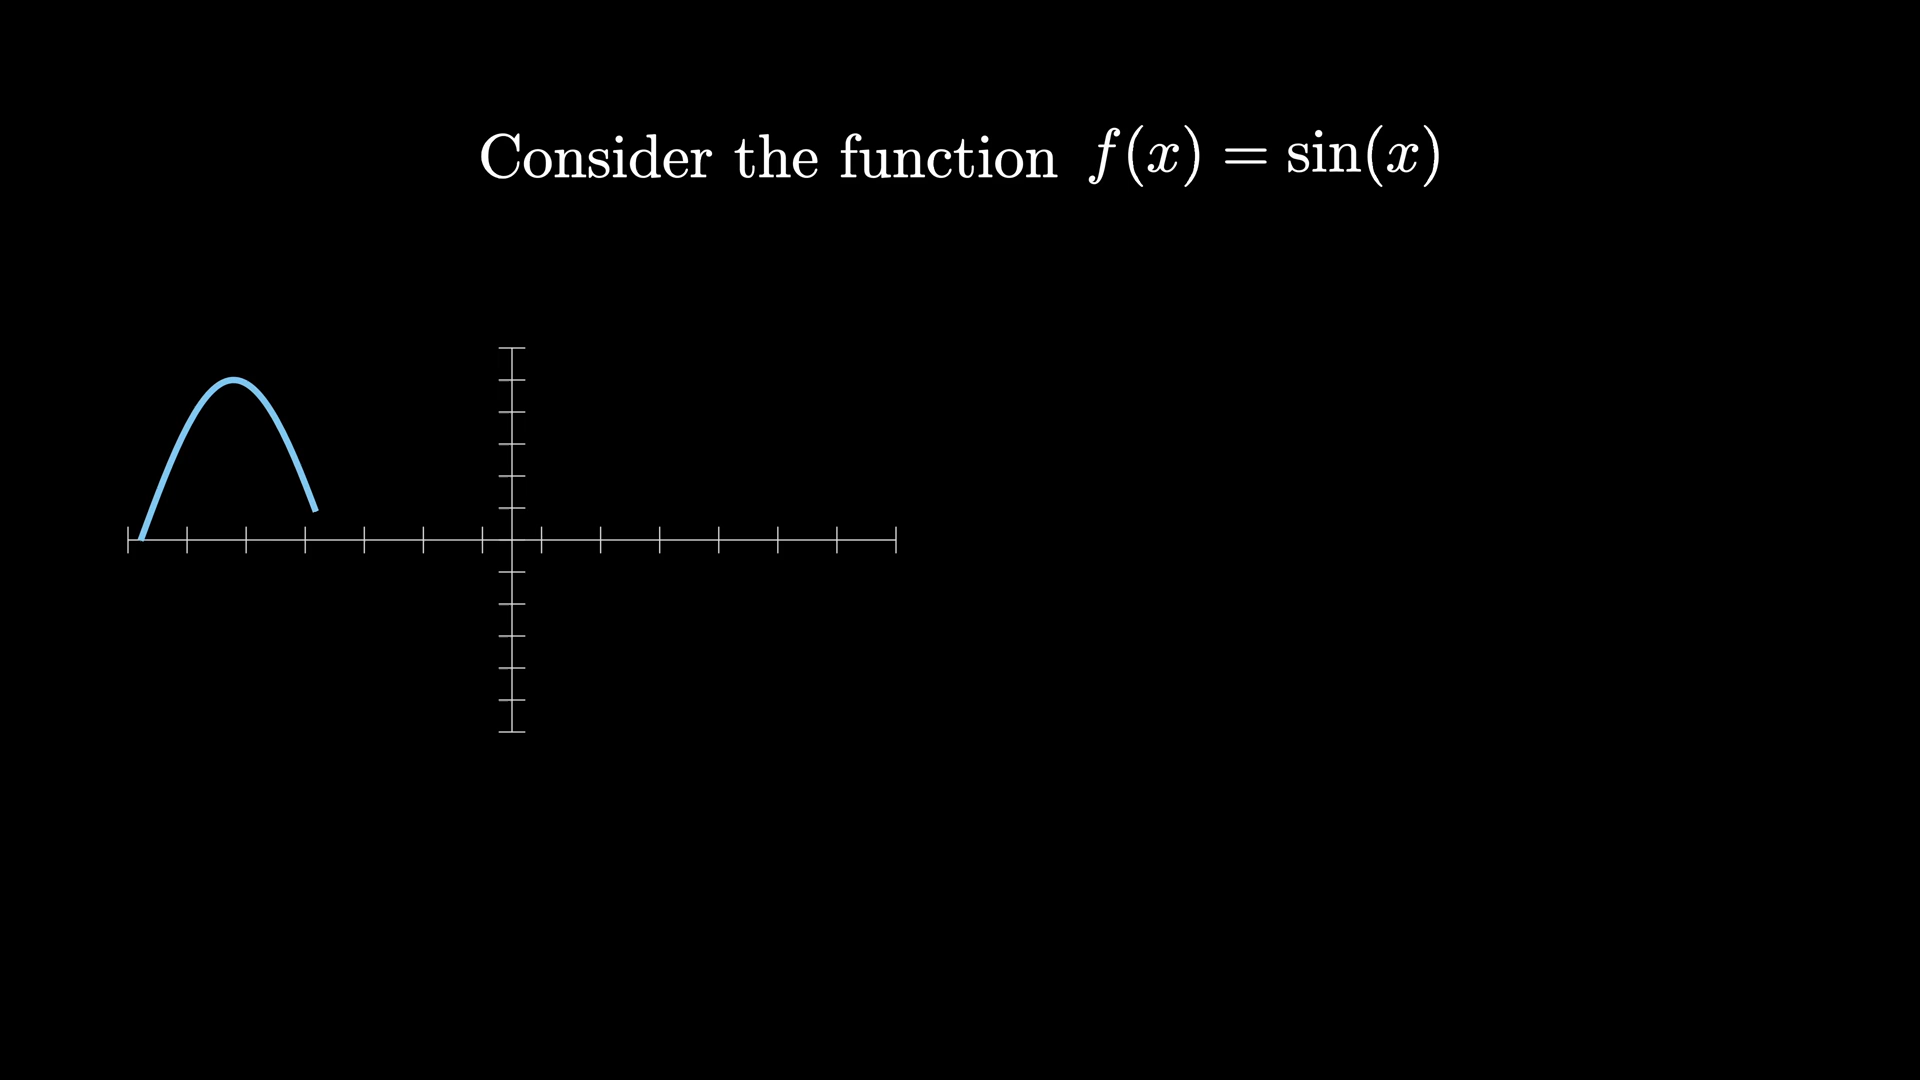 Consider the function f(x) = sin(x)